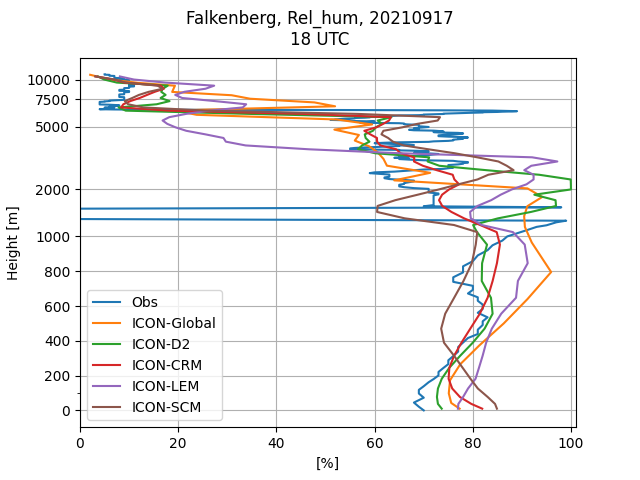 Falkenberg, Rel_hum, 20210917
18 UTC
Height [m]
10000
7500
5000
2000
1000
800
600
400
200
0
Obs
ICON-Global
ICON-D2
ICON-CRM
ICON-LEM
ICON-SCM
0 20 40 60 80 100
[%]